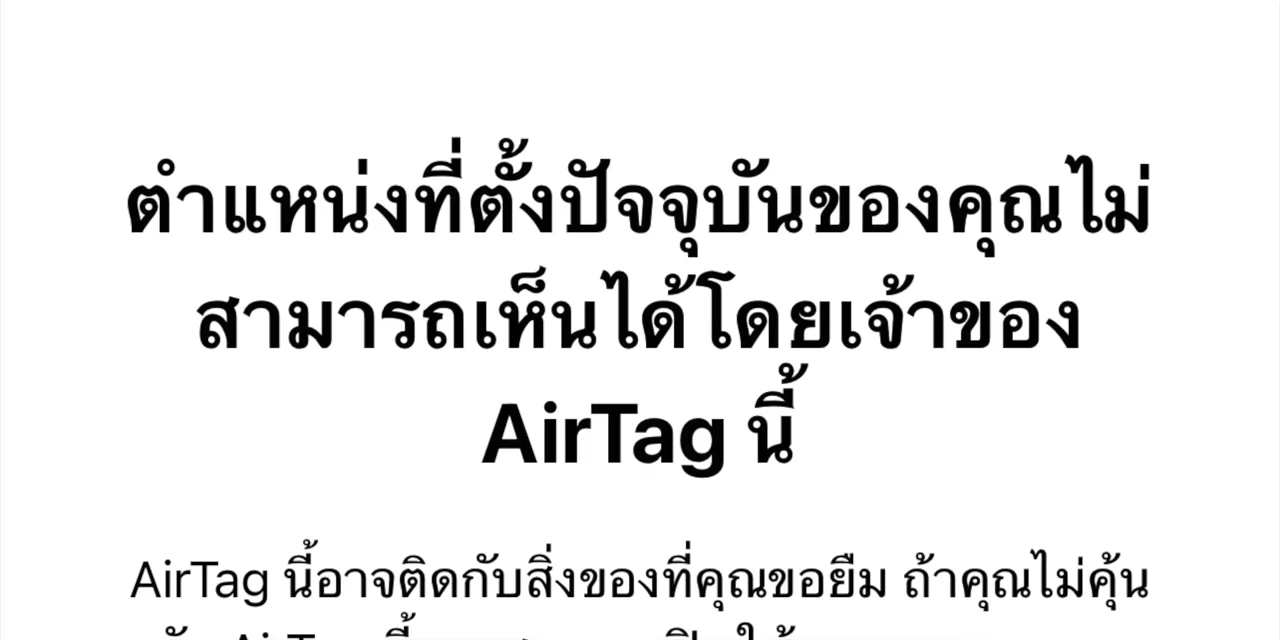 ตำแหน่งที่ตั้งปัจจุบันของคุณไม่
สามารถเห็นได้โดยเจ้าของ
AirTag นี้
AirTag นี้อาจติดกับสิ่งของที่คุณขอยืม ถ้าคุณไม่คุ้น